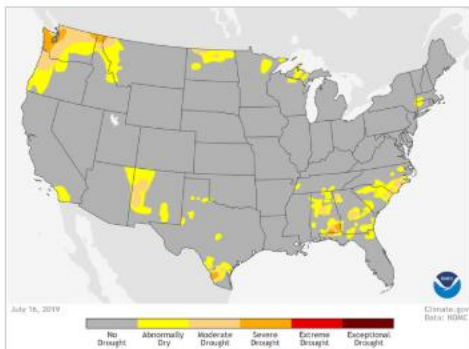 NOAA
July 16, 2019
Climate.gov
Data: NDMC
No Drought
Abnormally Dry
Moderate Drought
Severe Drought
Extreme Drought
Exceptional Drought